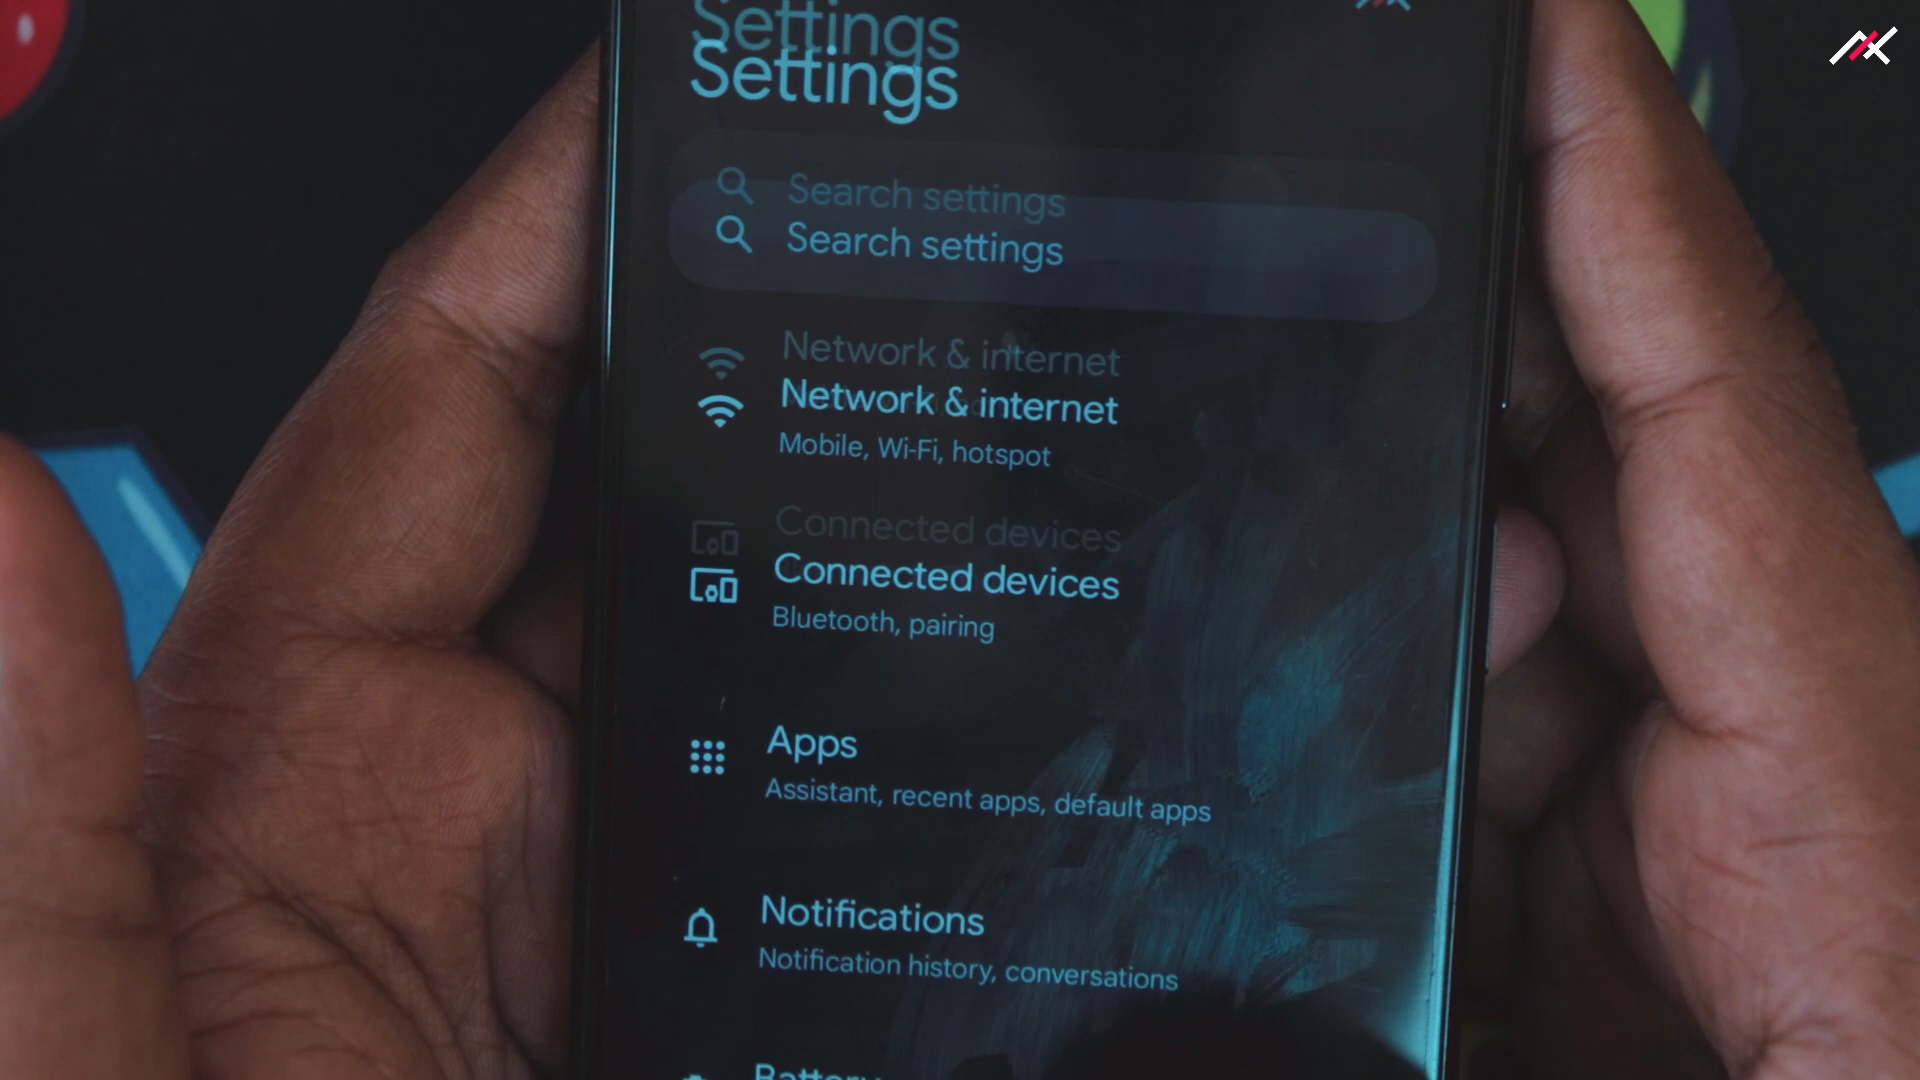 Settings
Settings
Search settings
Search settings
Network & internet
Network & internet
Mobile, Wi-Fi, hotspot
Connected devices
Connected devices
Bluetooth, pairing
Apps
Assistant, recent apps, default apps
Notifications
Notification history, conversations
Battery